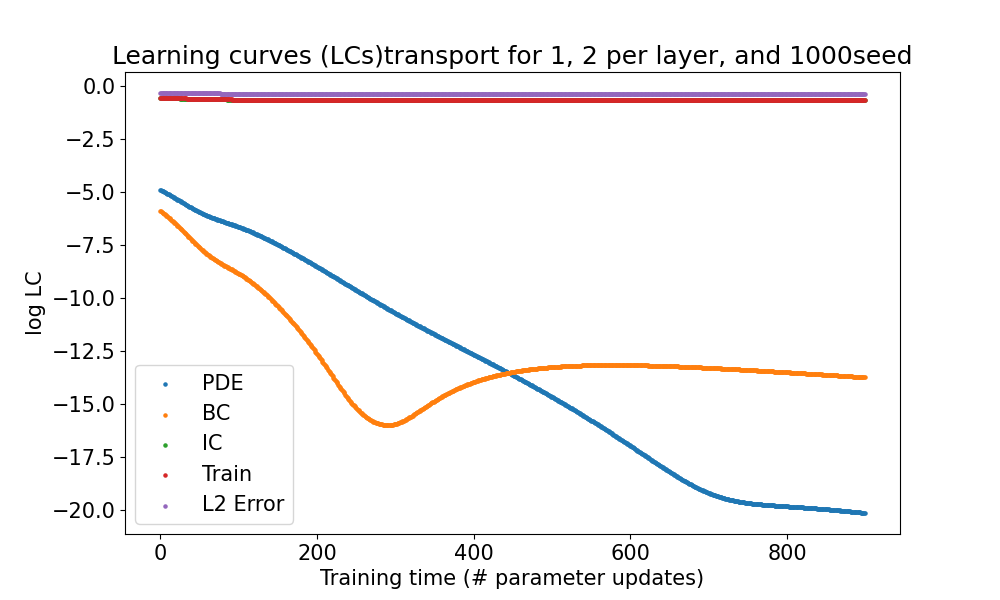 Learning curves (LCs)transport for 1, 2 per layer, and 1000seed
0.0
−2.5
−5.0
−7.5
−10.0
−12.5
−15.0
−17.5
−20.0
log LC
PDE
BC
IC
Train
L2 Error
0 200 400 600 800
Training time (# parameter updates)